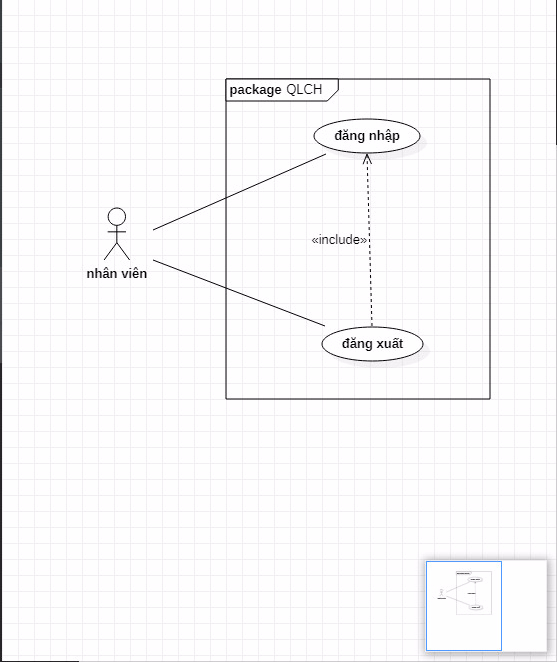 package QLCH
đăng nhập
«include»
nhân viên
đăng xuất